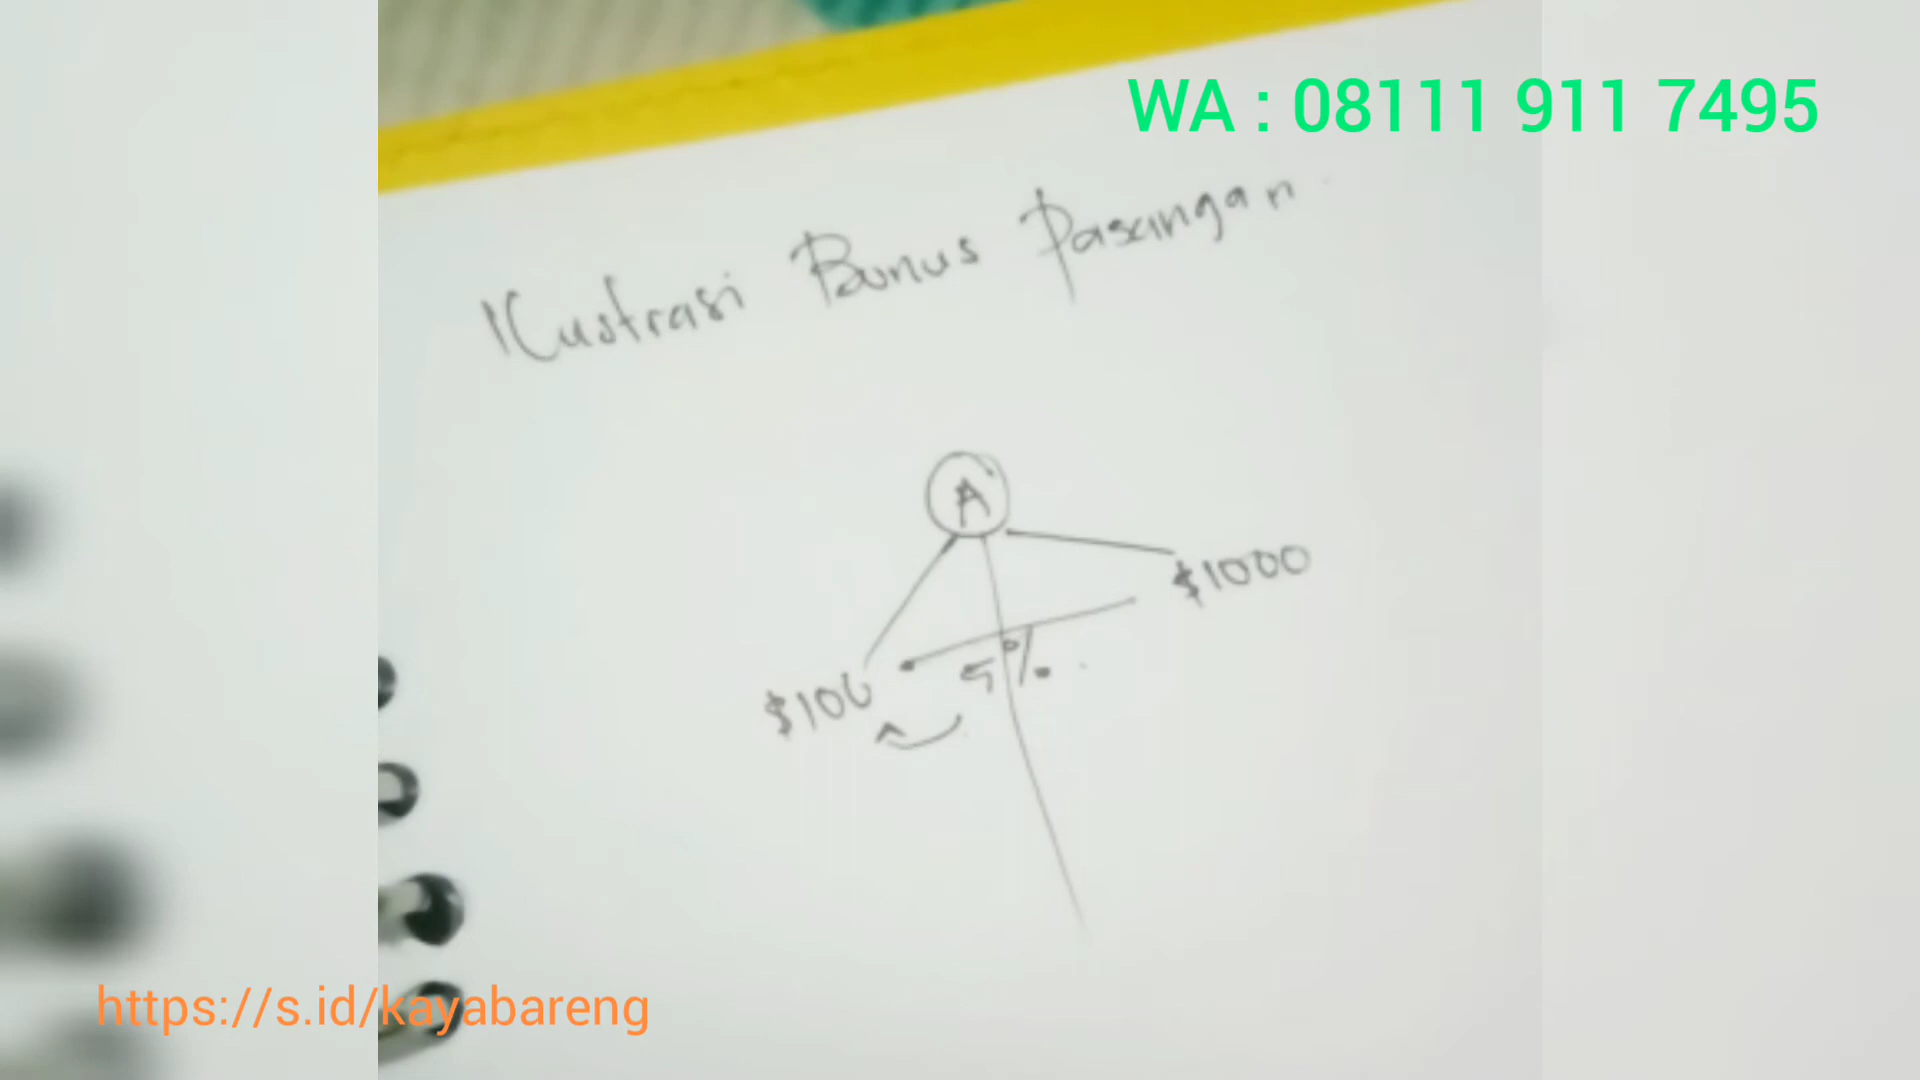 WA : 08111 911 7495
Ilustrasi Bonus Pasangan
A
$1000
5%
$100
https://s.id/kayabareng